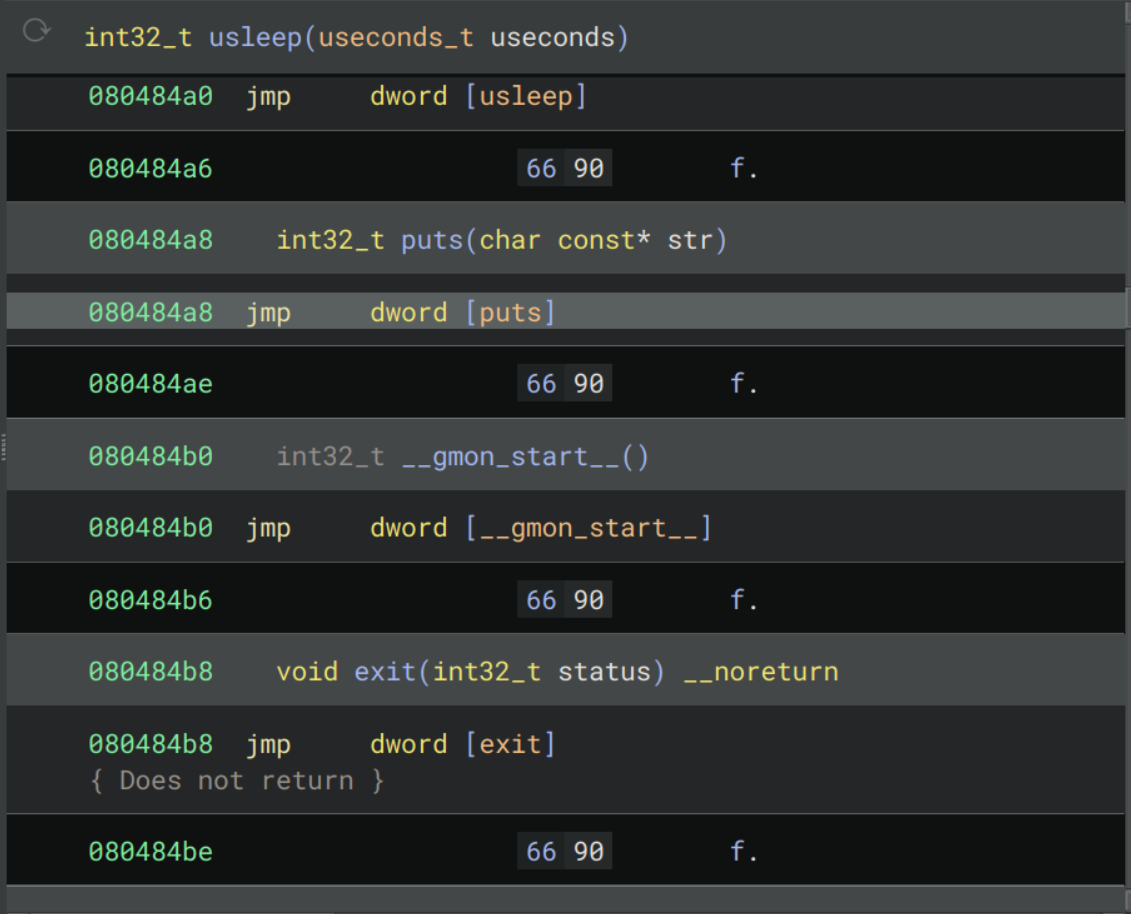 int32_t usleep(useconds_t useconds)
080484a0 jmp dword [usleep]
080484a6 66 90 f.
080484a8 int32_t puts(char const* str)
080484a8 jmp dword [puts]
080484ae 66 90 f.
080484b0 int32_t __gmon_start__()
080484b0 jmp dword [__gmon_start__]
080484b6 66 90 f.
080484b8 void exit(int32_t status) __noreturn
080484b8 jmp dword [exit]
{ Does not return }
080484be 66 90 f.